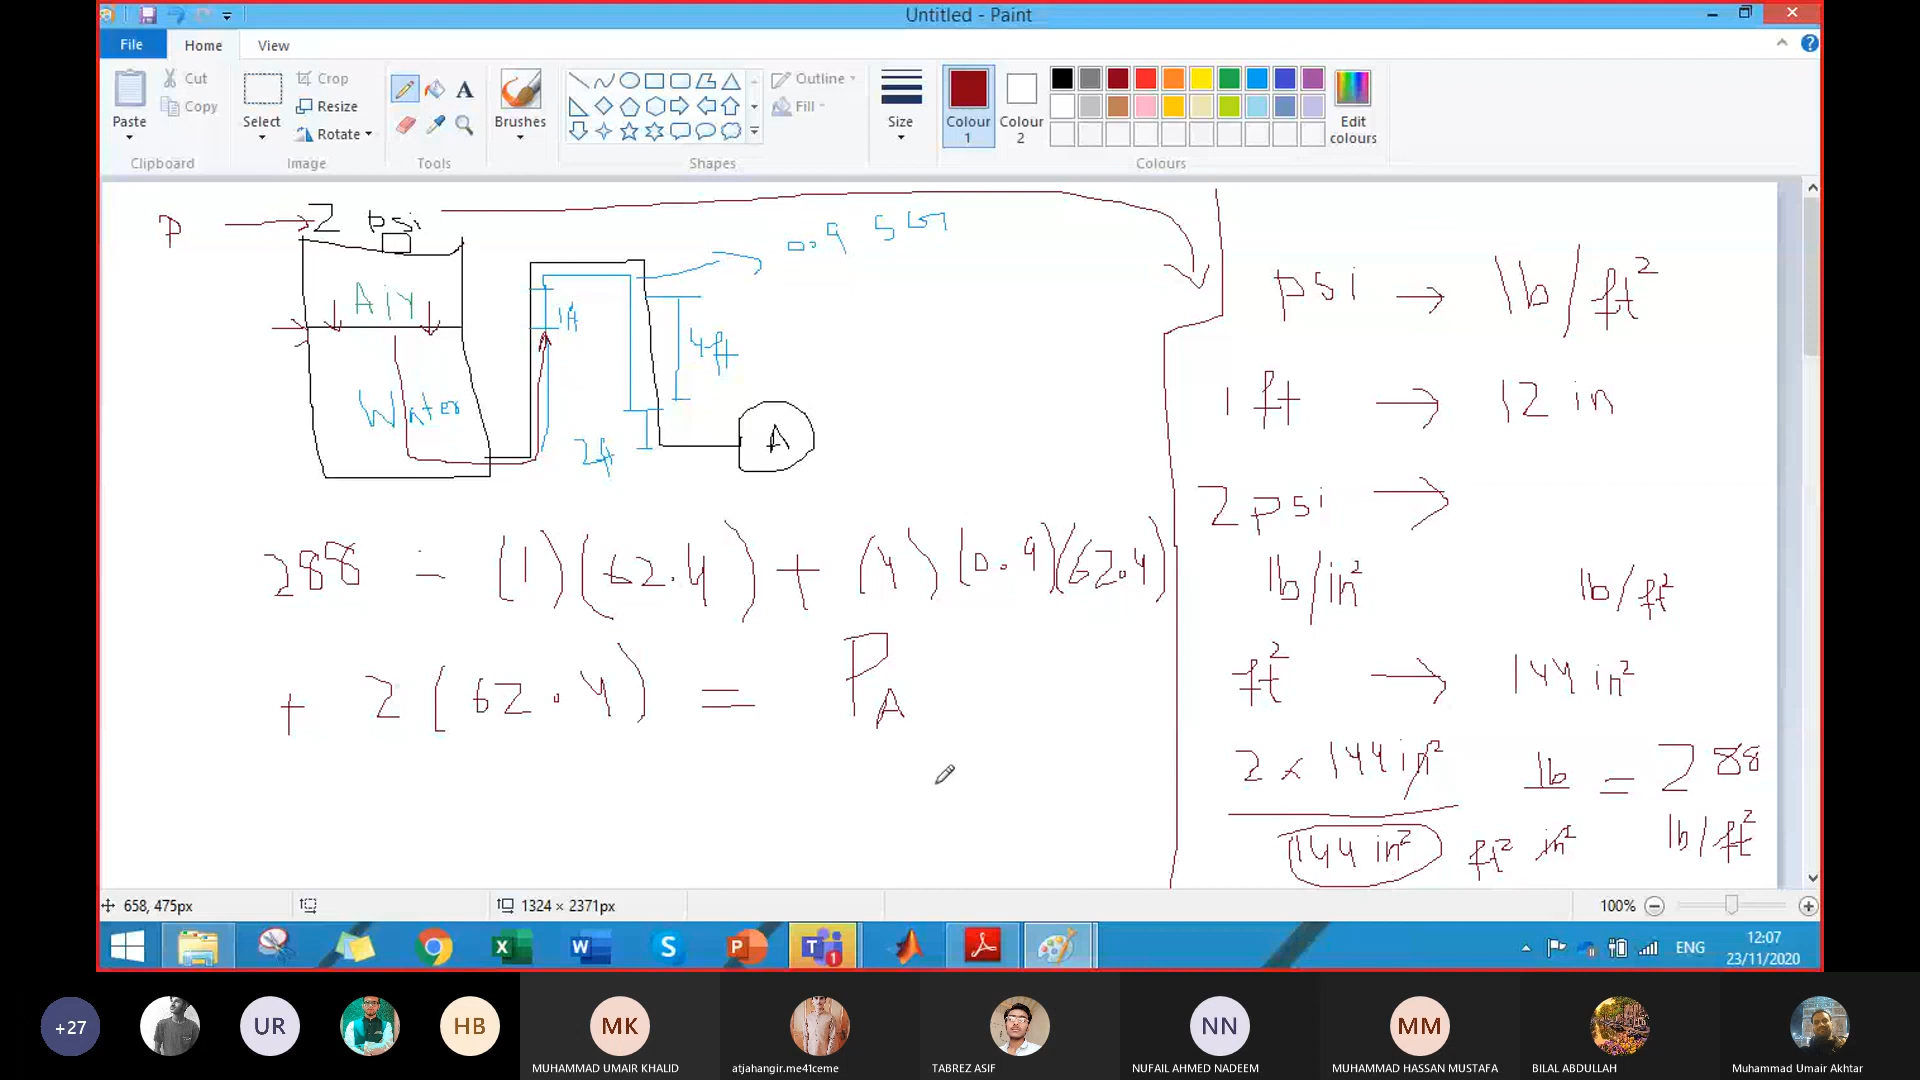 Untitled - Paint
File Home View
Paste Cut Copy Clipboard
Select Crop Resize Rotate Image
Tools
Brushes
Shapes
Outline Fill
Size
Colour 1 Colour 2 Edit colours Colours
P 2 psi
0.9
Air
1ft
4ft
Water
2ft
A
288 - (1)(62.4) + (4)(0.9)(62.4)
+ 2(62.4) = PA
psi → lb/ft²
1 ft → 12 in
2 psi →
lb/in² lb/ft²
ft² → 144 in²
2 × 144 in² lb = 288
144 in² ft² in² lb/ft²
658, 475px 1324 × 2371px 100%
ENG 12:07
23/11/2020
+27 UR HB MK NN MM
MUHAMMAD UMAIR KHALID atjahangir.me41ceme TABREZ ASIF NUFAIL AHMED NADEEM MUHAMMAD HASSAN MUSTAFA BILAL ABDULLAH Muhammad Umair Akhtar